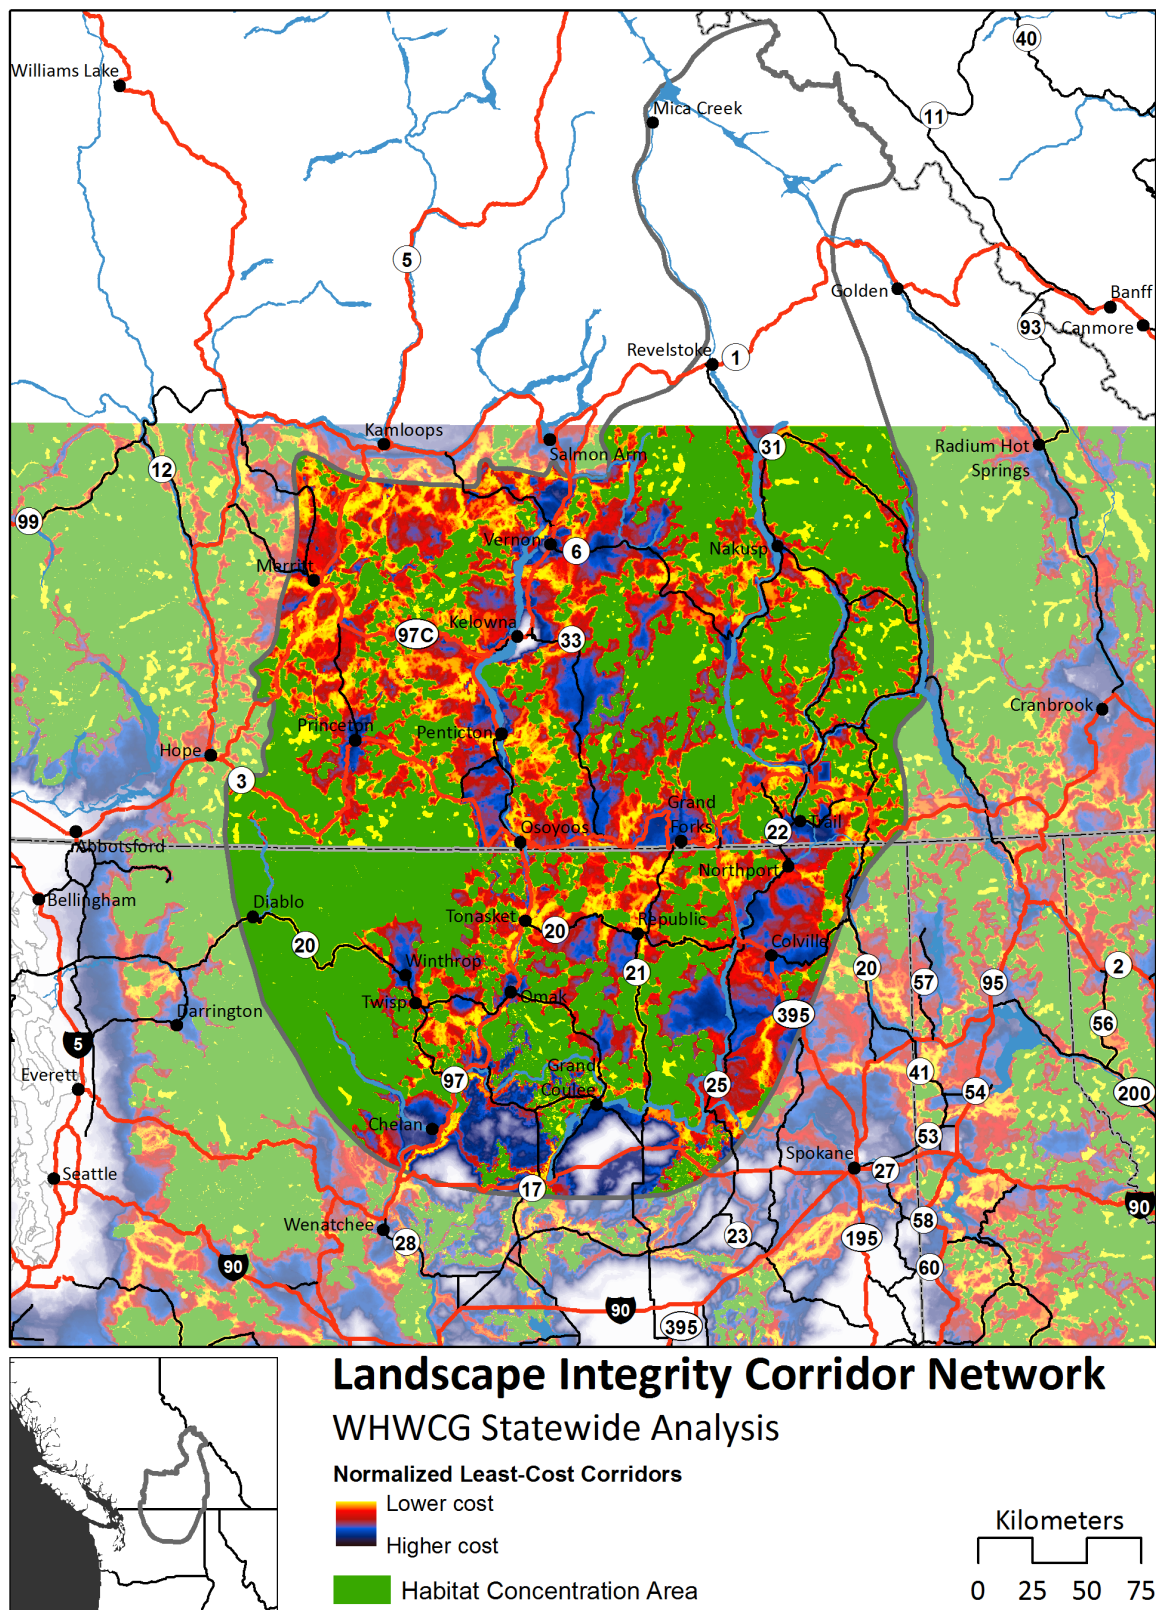 40
Williams Lake
Mica Creek
11
5
Golden
Banff
93
Canmore
Revelstoke
1
Kamloops
Salmon Arm
31
Radium Hot
Springs
12
99
Vernon
6
Nakusp
Merritt
Kelowna
97C
33
Cranbrook
Princeton
Penticton
Hope
3
Grand
Forks
Osoyoos
22
Trail
Abbotsford
Northport
Bellingham
Diablo
Tonasket
20
Republic
20
Colville
Winthrop
21
20
57
95
2
Twisp
Omak
395
Darrington
56
5
Everett
97
Grand
Coulee
25
41
54
200
Chelan
53
Spokane
27
Seattle
17
90
Wenatchee
28
23
195
58
90
60
90
395
Landscape Integrity Corridor Network
WHWCG Statewide Analysis
Normalized Least-Cost Corridors
Lower cost
Higher cost
Habitat Concentration Area
Kilometers
0 25 50 75